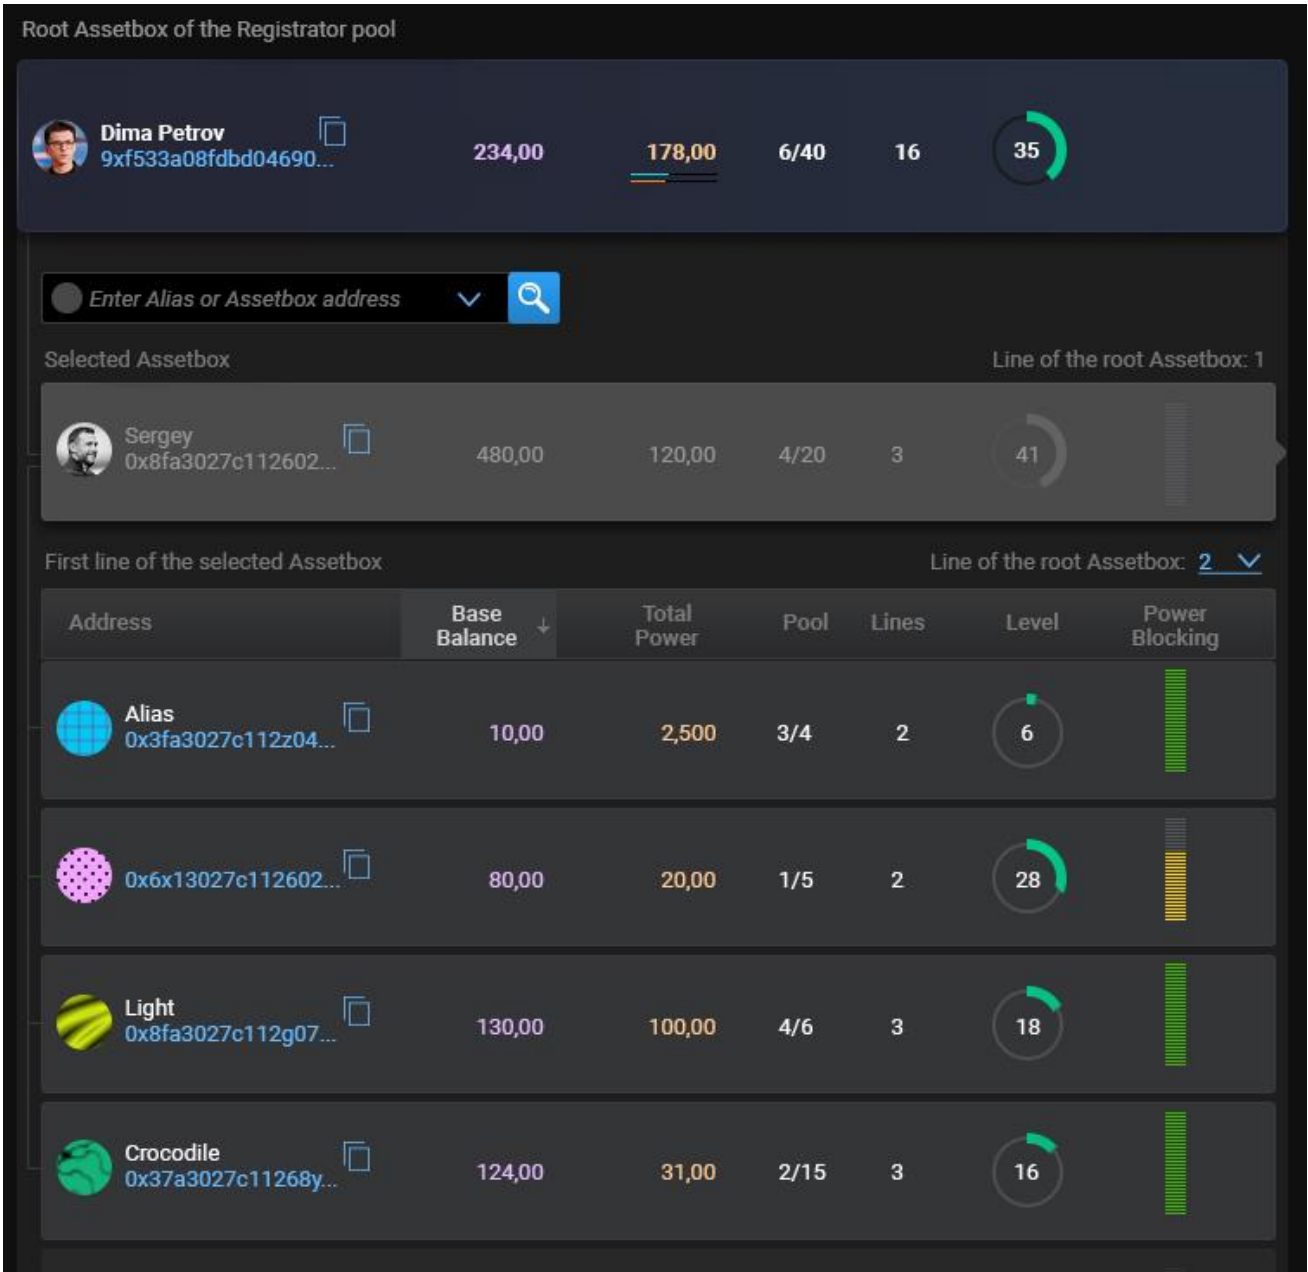 Root Assetbox of the Registrator pool
Dima Petrov
9xf533a08fdbd04690...
234,00 178,00 6/40 16 35
Enter Alias or Assetbox address
Selected Assetbox Line of the root Assetbox: 1
Sergey
0x8fa3027c112602...
480,00 120,00 4/20 3 41
First line of the selected Assetbox Line of the root Assetbox: 2
Address Base Balance Total Power Pool Lines Level Power Blocking
Alias
0x3fa3027c112z04...
10,00 2,500 3/4 2 6
0x6x13027c112602... 80,00 20,00 1/5 2 28
Light
0x8fa3027c112g07...
130,00 100,00 4/6 3 18
Crocodile
0x37a3027c11268y...
124,00 31,00 2/15 3 16